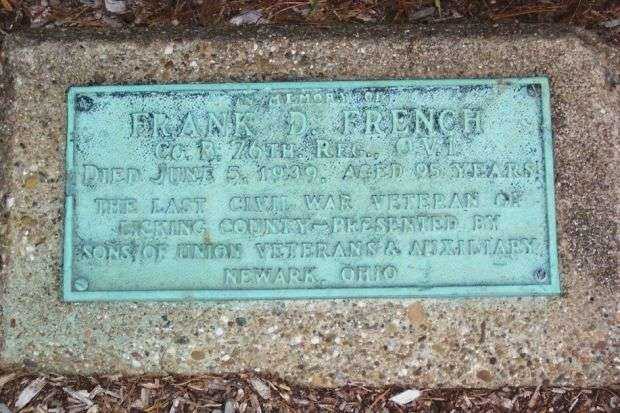 IN MEMORY OF
FRANK D. FRENCH
CO. B. 76TH. REG., O.V.I.
DIED JUNE 5, 1939, AGED 95 YEARS
THE LAST CIVIL WAR VETERAN OF
LICKING COUNTY—PRESENTED BY
SONS OF UNION VETERANS & AUXILIARY
NEWARK, OHIO